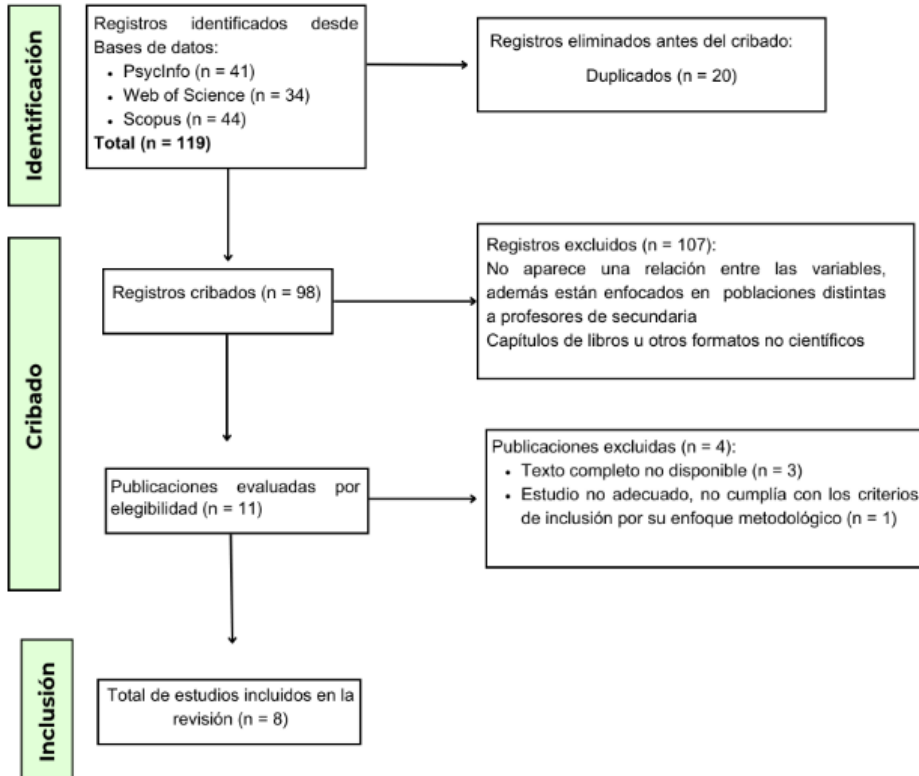 Identificación
Registros identificados desde
Bases de datos:
• PsycInfo (n = 41)
• Web of Science (n = 34)
• Scopus (n = 44)
Total (n = 119)
Registros eliminados antes del cribado:
Duplicados (n = 20)
Cribado
Registros cribados (n = 98)
Registros excluidos (n = 107):
No aparece una relación entre las variables,
además están enfocados en poblaciones distintas
a profesores de secundaria
Capítulos de libros u otros formatos no científicos
Publicaciones evaluadas por
elegibilidad (n = 11)
Publicaciones excluidas (n = 4):
• Texto completo no disponible (n = 3)
• Estudio no adecuado, no cumplía con los criterios
de inclusión por su enfoque metodológico (n = 1)
Inclusión
Total de estudios incluidos en la
revisión (n = 8)